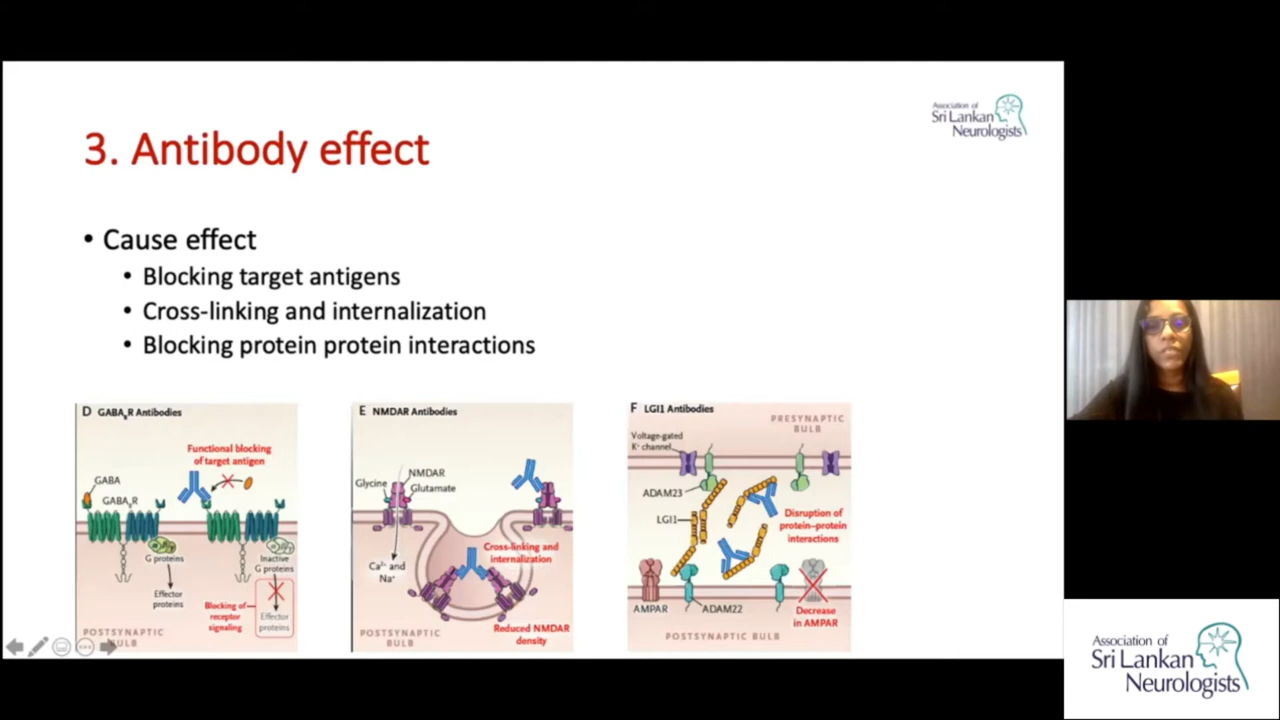 Association of
Sri Lankan
Neurologists
3. Antibody effect
• Cause effect
• Blocking target antigens
• Cross-linking and internalization
• Blocking protein protein interactions
D GABA_BR Antibodies
Functional blocking
of target antigen
GABA
GABA_BR
G proteins
Effector
proteins
Inactive
G proteins
Blocking of
receptor
signaling
Effector
proteins
POSTSYNAPTIC
BULB
E NMDAR Antibodies
Glycine
NMDAR
Glutamate
Ca²⁺ and
Na⁺
Cross-linking and
internalization
Reduced NMDAR
density
POSTSYNAPTIC
BULB
F LGI1 Antibodies
PRESYNAPTIC
BULB
Voltage-gated
K⁺ channel
ADAM23
LGI1
Disruption of
protein–protein
interactions
AMPAR
ADAM22
Decrease
in AMPAR
POSTSYNAPTIC BULB
Association of
Sri Lankan
Neurologists